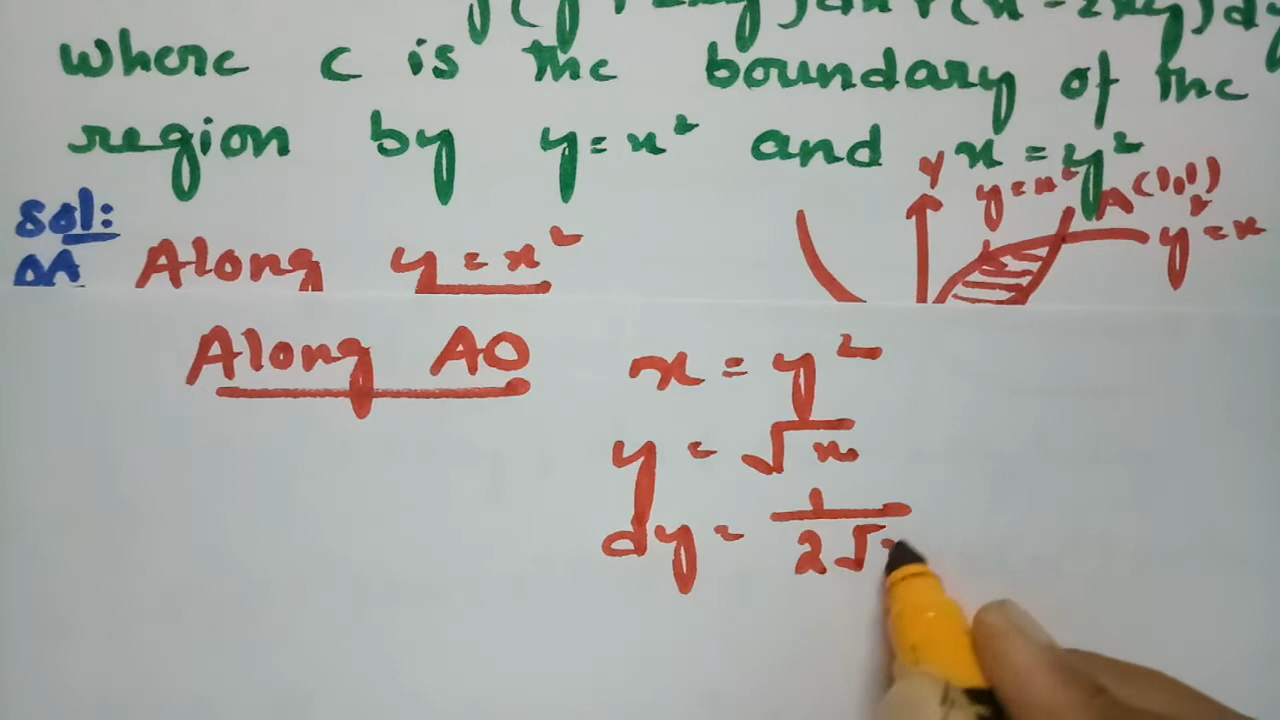 where c is the boundary of the
region by y=x² and x=y²
Sol:
OA Along y=x²
y=x²
A(1,1)
y²=x
Y
Along AO x=y²
y=√x
dy= 1/2√